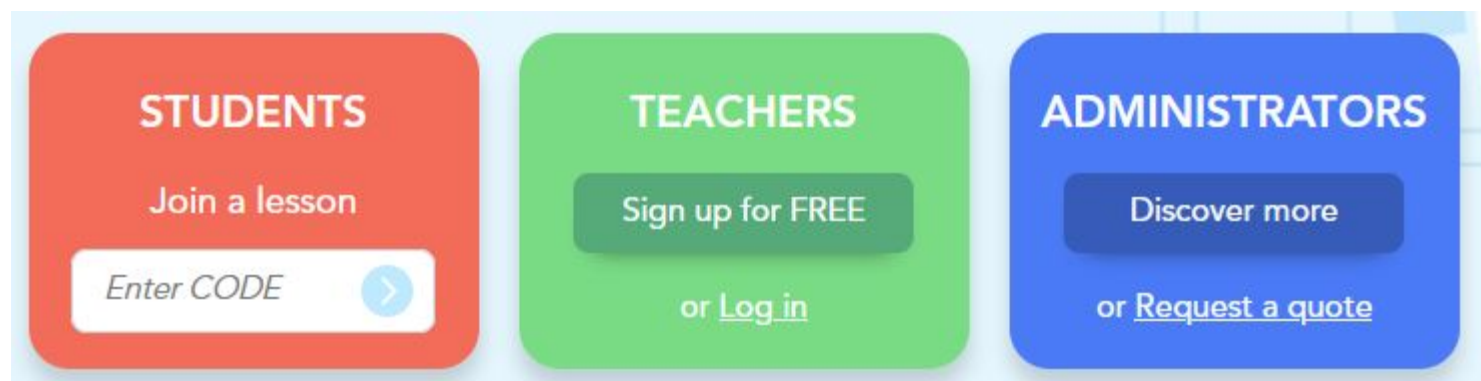 STUDENTS
Join a lesson
Enter CODE
TEACHERS
Sign up for FREE
or Log in
ADMINISTRATORS
Discover more
or Request a quote